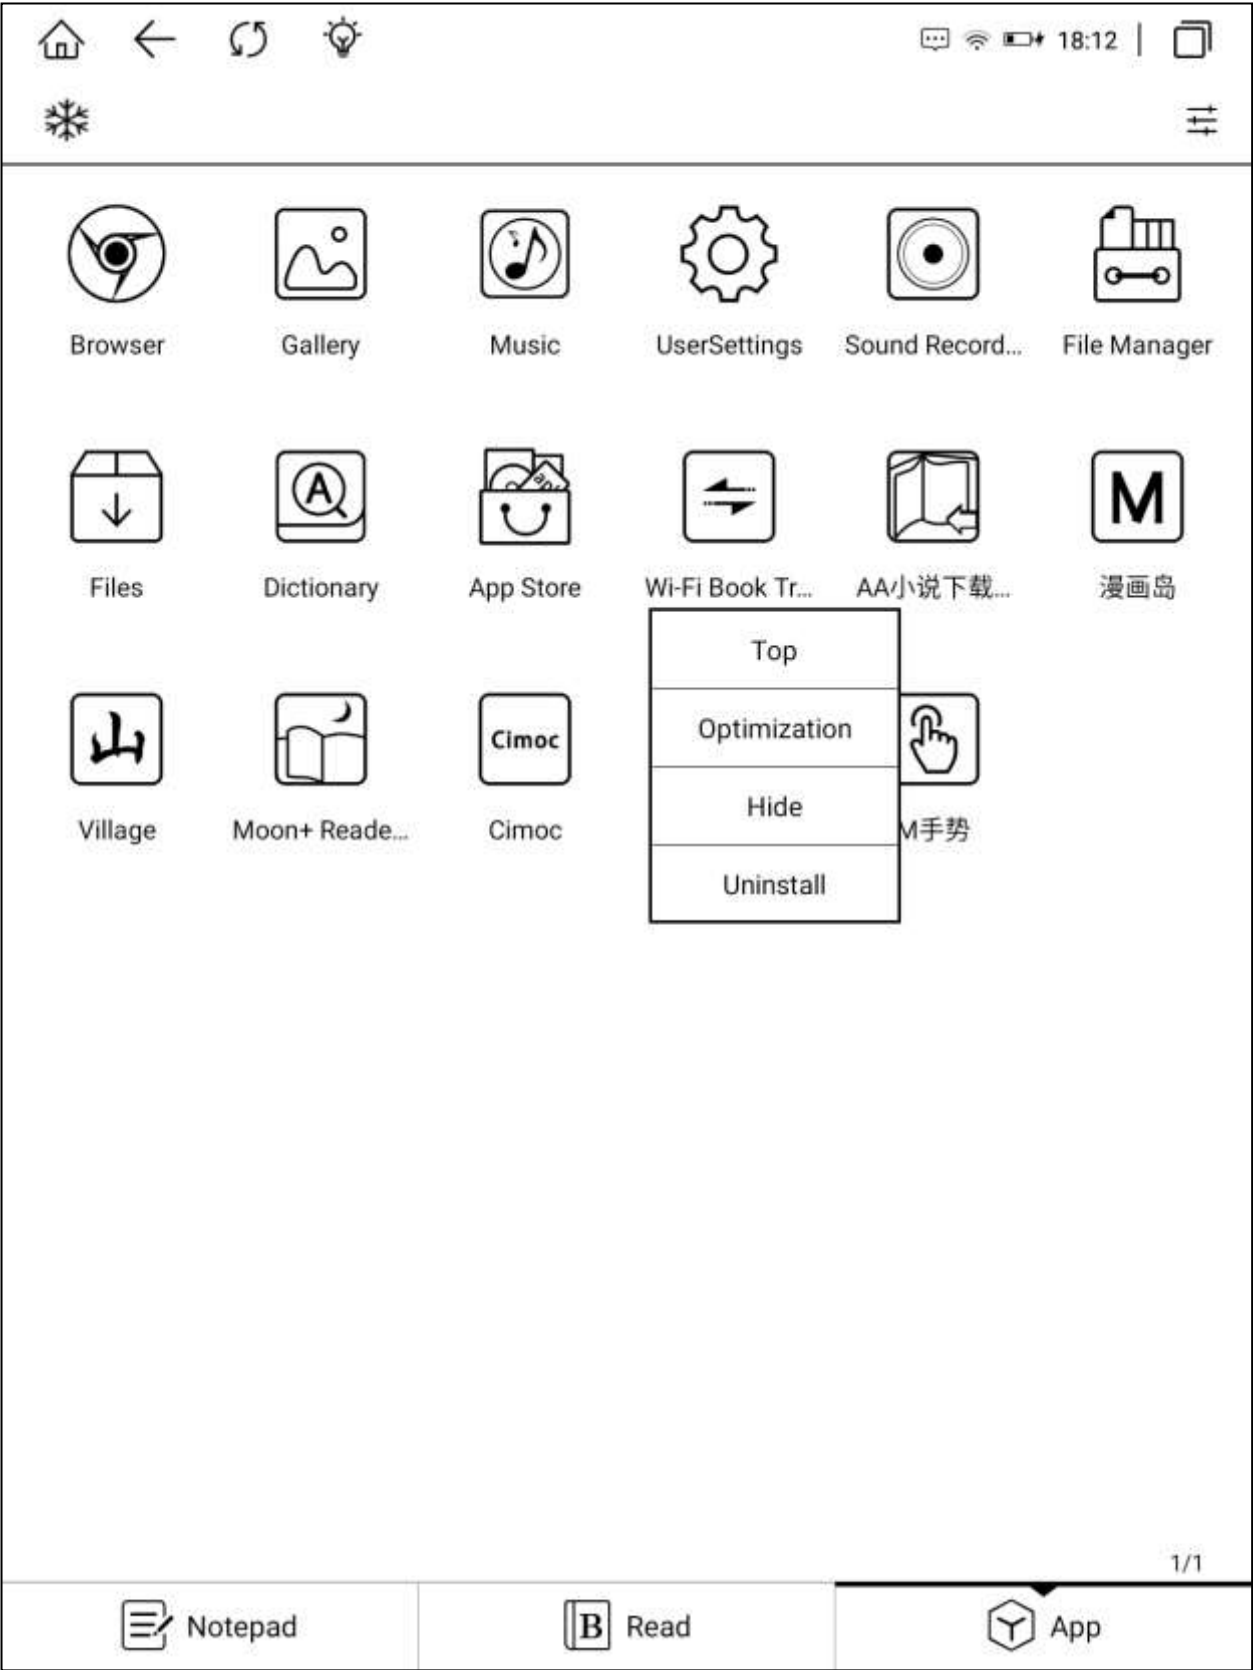 18:12
Browser
Gallery
Music
UserSettings
Sound Record...
File Manager
A
apk
M
Files
Dictionary
App Store
Wi-Fi Book Tr...
AA小说下载...
漫画岛
Top
Optimization
Hide
Uninstall
山
Cimoc
Village
Moon+ Reade...
Cimoc
M手势
1/1
Notepad
B Read
App